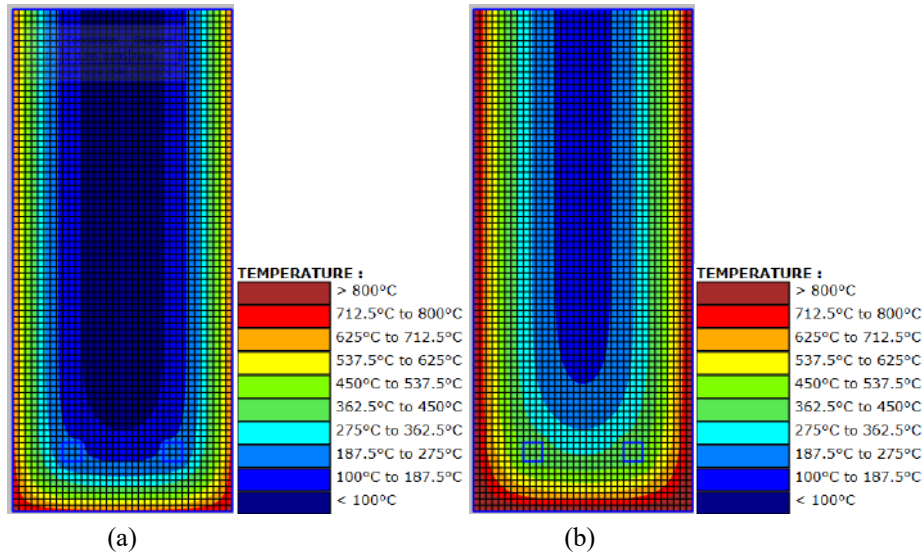 TEMPERATURE :
> 800°C
712.5°C to 800°C
625°C to 712.5°C
537.5°C to 625°C
450°C to 537.5°C
362.5°C to 450°C
275°C to 362.5°C
187.5°C to 275°C
100°C to 187.5°C
< 100°C
(a)
TEMPERATURE :
> 800°C
712.5°C to 800°C
625°C to 712.5°C
537.5°C to 625°C
450°C to 537.5°C
362.5°C to 450°C
275°C to 362.5°C
187.5°C to 275°C
100°C to 187.5°C
< 100°C
(b)